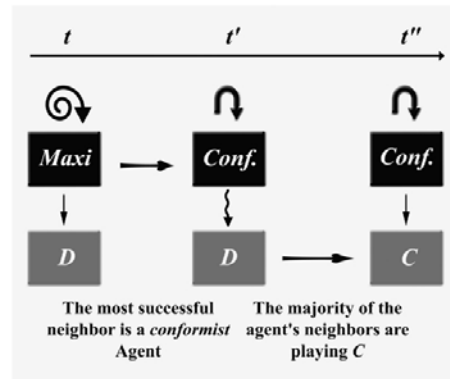 t t′ t″
Maxi Conf. Conf.
D D C
The most successful
neighbor is a conformist
Agent
The majority of the
agent's neighbors are
playing C